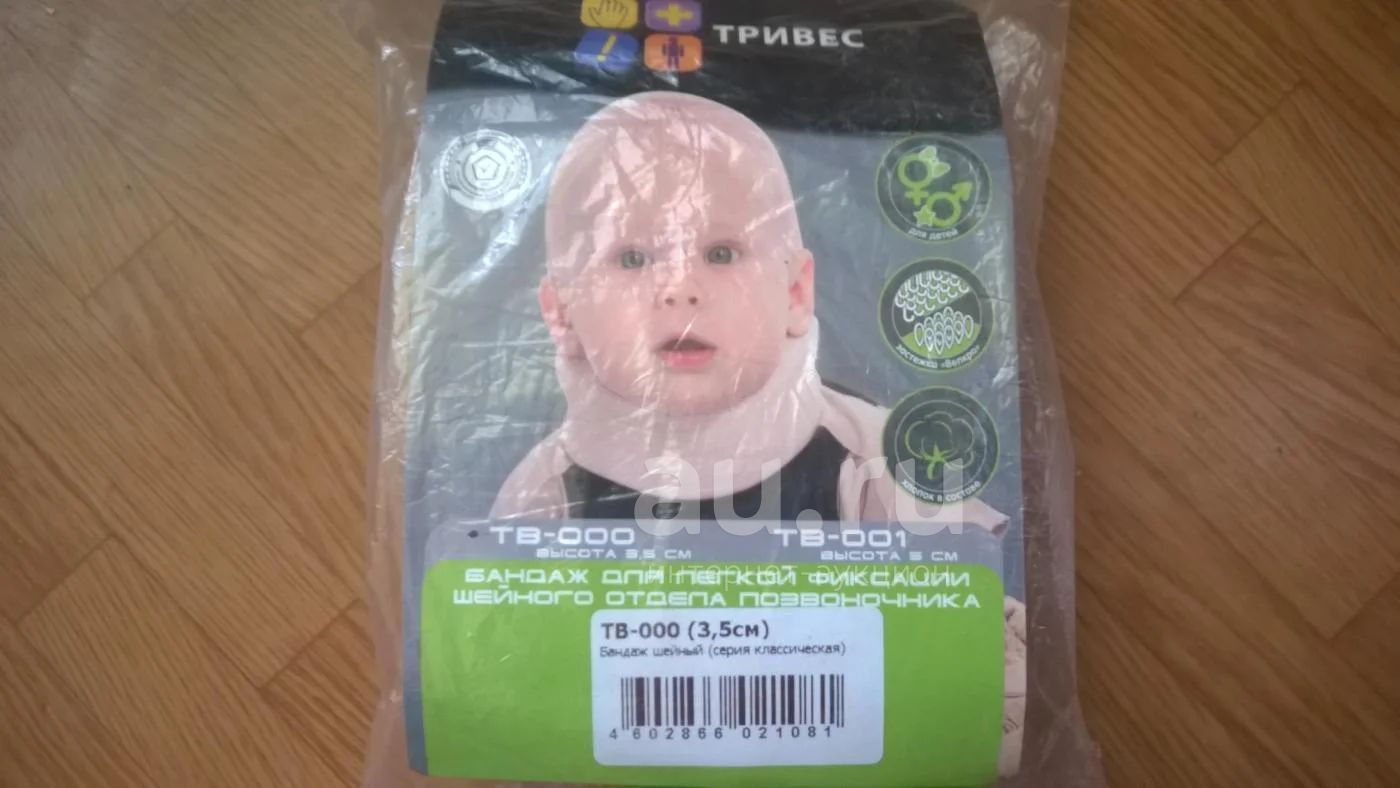 ТРИВЕС
для детей
застежка «Велкро»
хлопок в составе
au.ru
интернет-аукцион
ТВ-000
ВЫСОТА 3,5 СМ
ТВ-001
ВЫСОТА 5 СМ
БАНДАЖ ДЛЯ ЛЕГКОЙ ФИКСАЦИИ
ШЕЙНОГО ОТДЕЛА ПОЗВОНОЧНИКА
ТВ-000 (3,5см)
Бандаж шейный (серия классическая)
4 602866 021081